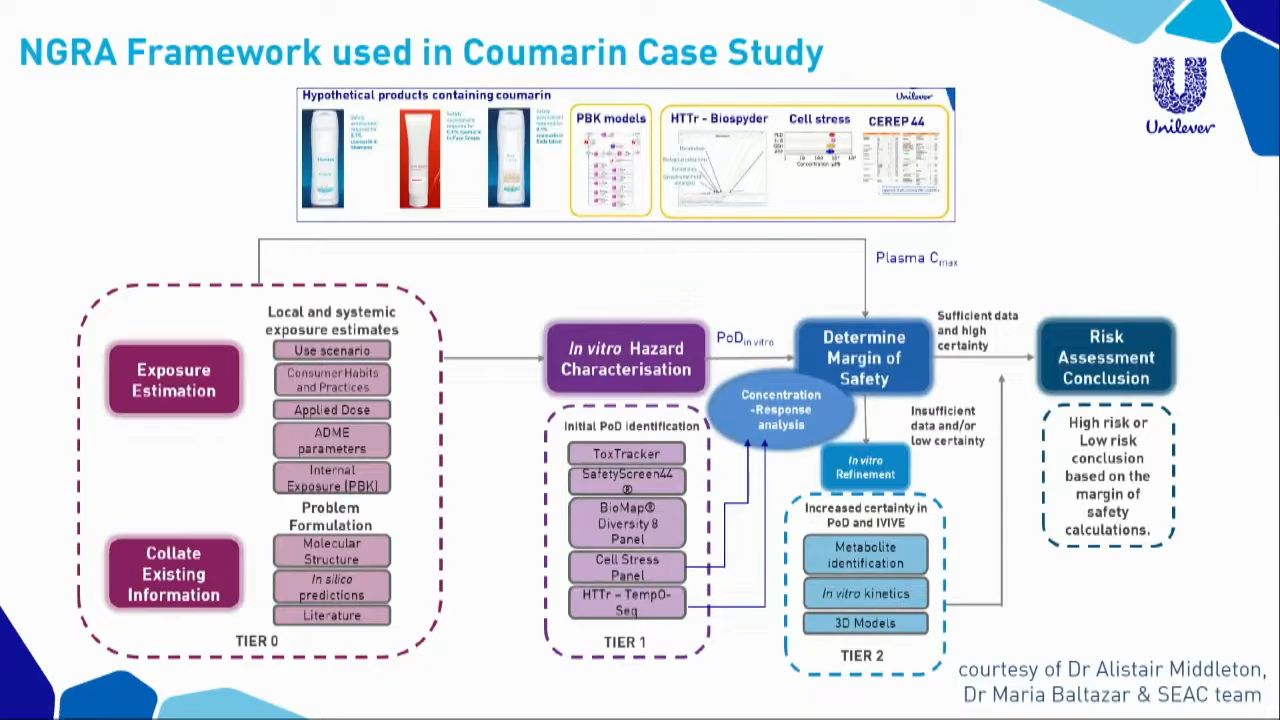 NGRA Framework used in Coumarin Case Study
Unilever
Hypothetical products containing coumarin
Unilever
PBK models
HTTr - Biospyder
Cell stress
CEREP 44
Concentration (μM)
Plasma Cmax
Local and systemic
exposure estimates
Exposure
Estimation
Use scenario
Consumer Habits
and Practices
Applied Dose
ADME
parameters
Internal
Exposure (PBK)
Problem
Formulation
Collate
Existing
Information
Molecular
Structure
In silico
predictions
Literature
TIER 0
In vitro Hazard
Characterisation
PoDin vitro
Initial PoD identification
ToxTracker
SafetyScreen44
®
BioMap®
Diversity 8
Panel
Cell Stress
Panel
HTTr – TempO-
Seq
TIER 1
Concentration
-Response
analysis
Determine
Margin of
Safety
Sufficient data
and high
certainty
Insufficient
data and/or
low certainty
In vitro
Refinement
Increased certainty in
PoD and IVIVE
Metabolite
identification
In vitro kinetics
3D Models
TIER 2
Risk
Assessment
Conclusion
High risk or
Low risk
conclusion
based on the
margin of
safety
calculations.
courtesy of Dr Alistair Middleton,
Dr Maria Baltazar & SEAC team